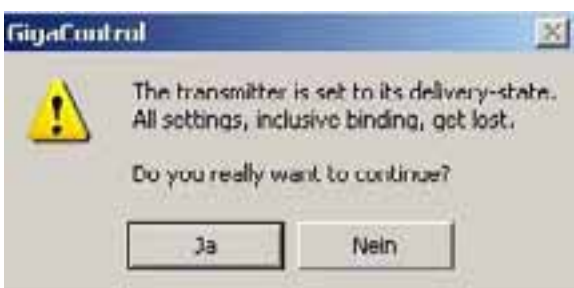 GigaControl
The transmitter is set to its delivery-state.
All settings, inclusive binding, get lost.
Do you really want to continue?
Ja
Nein